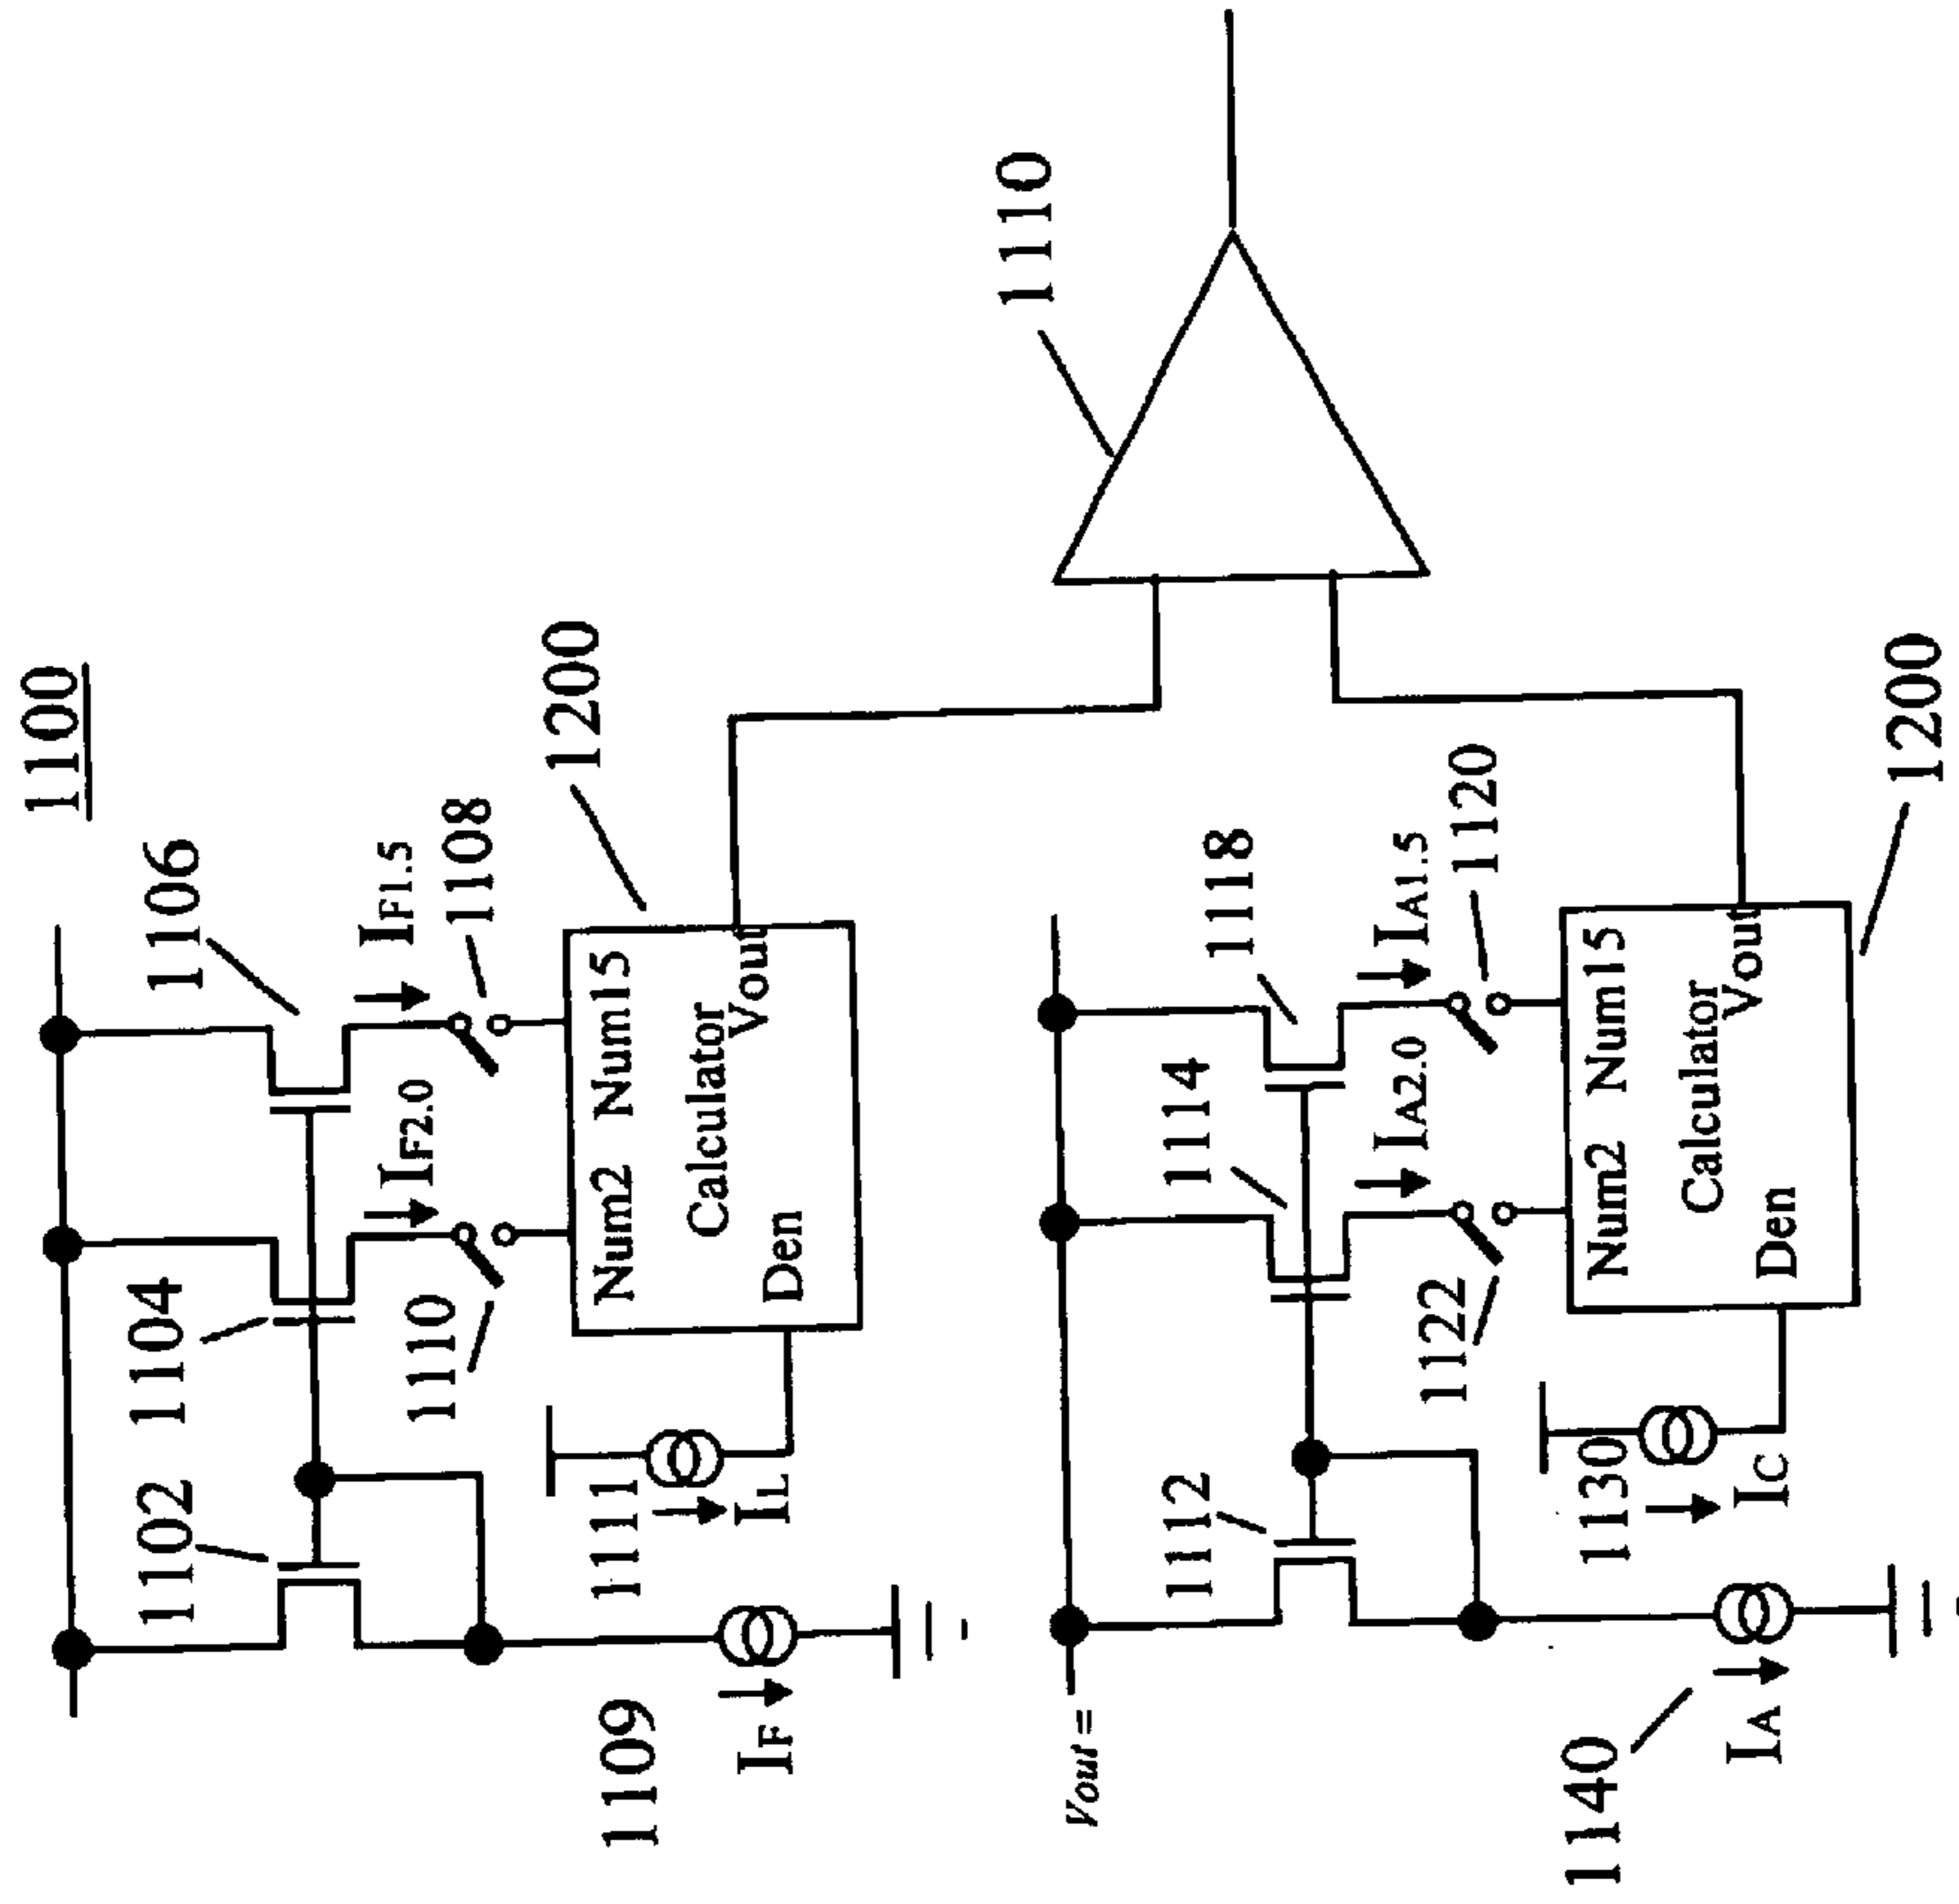 1100
1106
IF1.5
1108
1104
IF2.0
1110
1102
1200
Num2 Num15
Calculator
Vout
Den
1111
IL
1109
IF
1110
1118
IA1.5
1120
1114
IA2.0
1122
1112
1200
Num2 Num15
Calculator
Vout
Den
1130
IC
Vout =
1140
IA